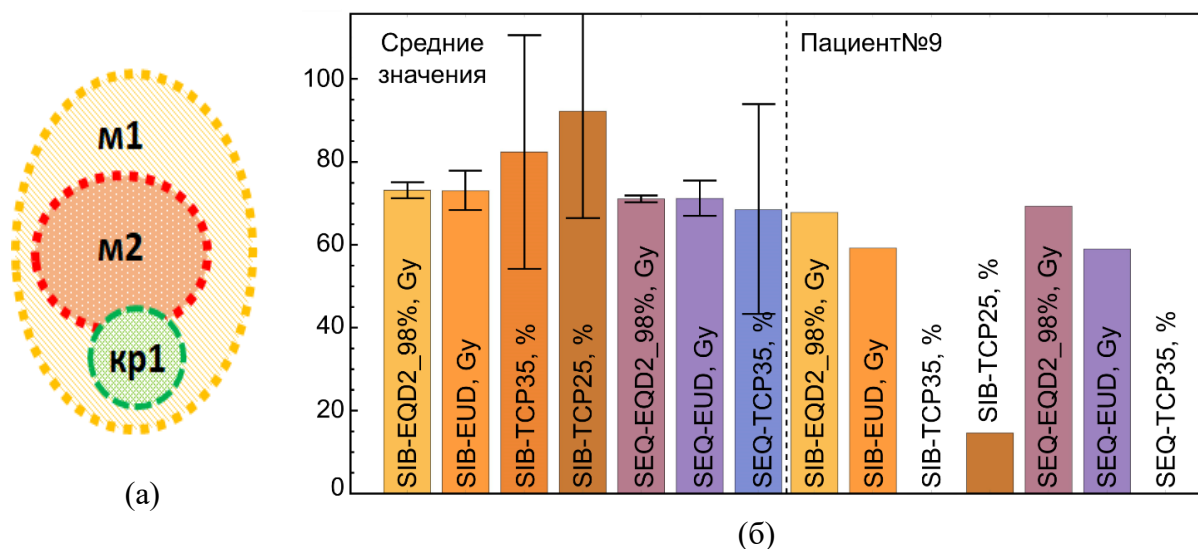 м1
м2
кр1
(а)
Средние
значения
Пациент№9
100
80
60
40
20
0
SIB-EQD2_98%, Gy
SIB-EUD, Gy
SIB-TCP35, %
SIB-TCP25, %
SEQ-EQD2_98%, Gy
SEQ-EUD, Gy
SEQ-TCP35, %
SIB-EQD2_98%, Gy
SIB-EUD, Gy
SIB-TCP35, %
SIB-TCP25, %
SEQ-EQD2_98%, Gy
SEQ-EUD, Gy
SEQ-TCP35, %
(б)